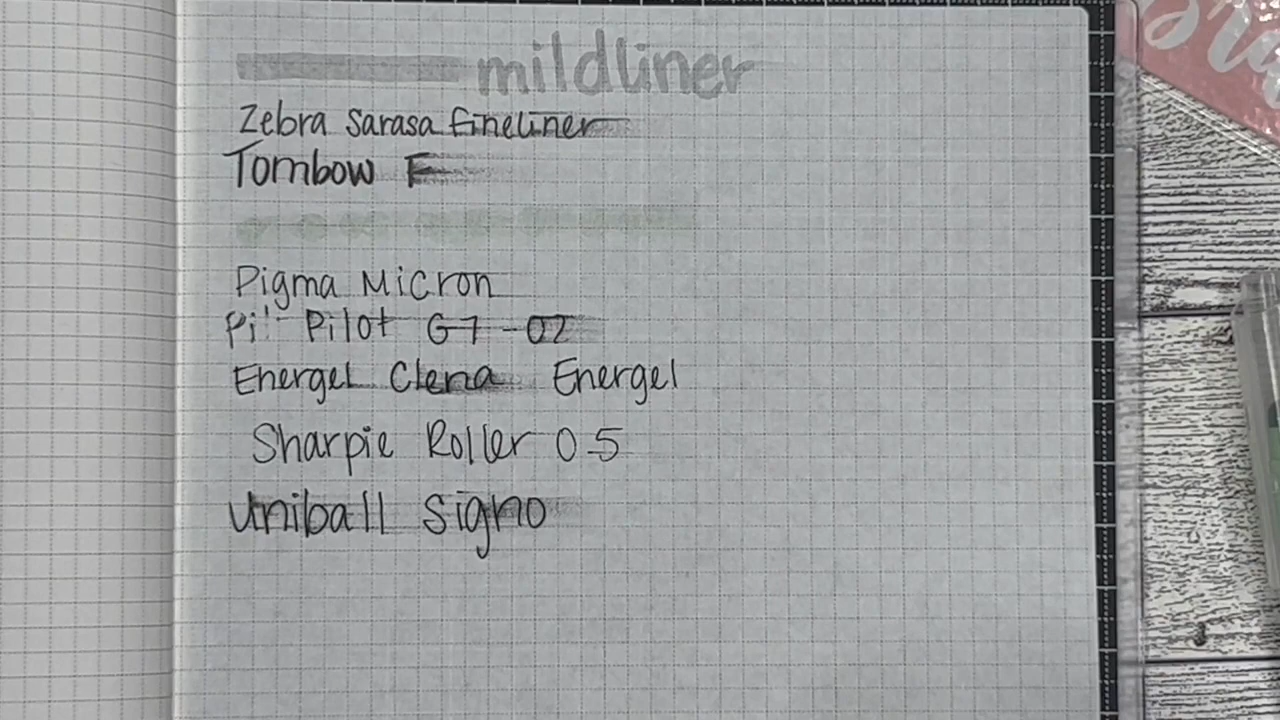 mildliner
Zebra Sarasa fineliner
Tombow F
Pigma Micron
Pil Pilot G7 -02
Energel Clena Energel
Sharpie Roller 0.5
Uniball Signo